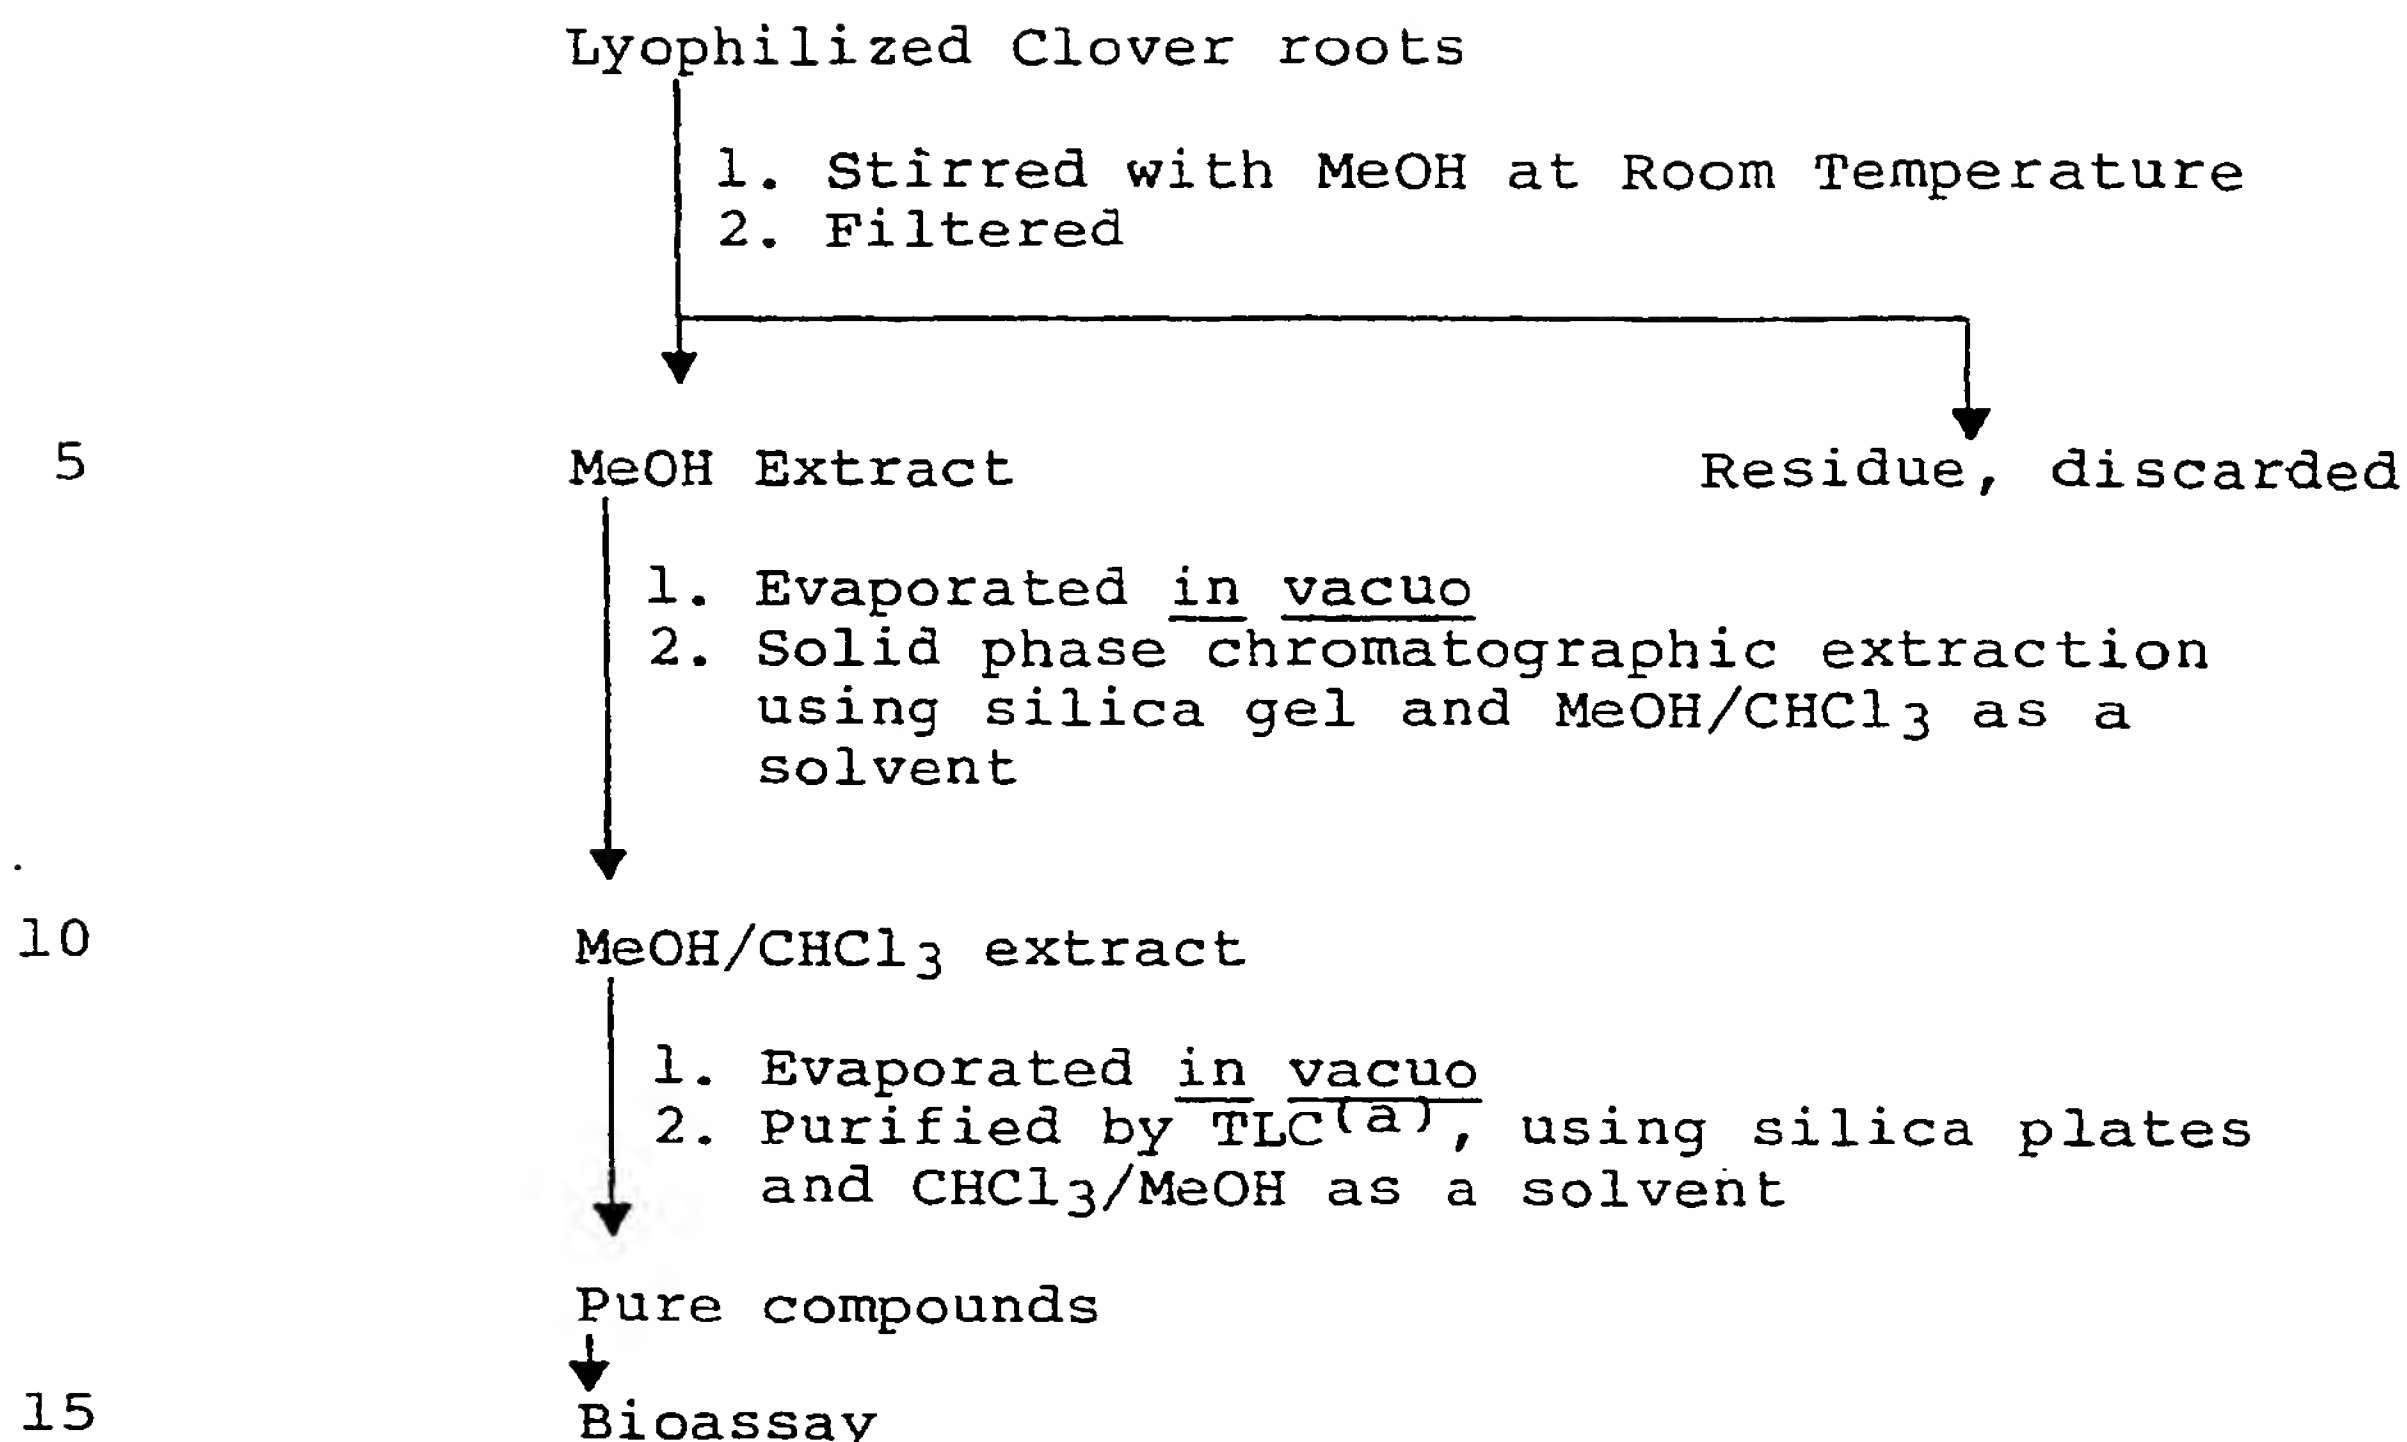 Lyophilized Clover roots
1. Stirred with MeOH at Room Temperature
2. Filtered
5 MeOH Extract Residue, discarded
1. Evaporated in vacuo
2. Solid phase chromatographic extraction
using silica gel and MeOH/CHCl3 as a
solvent
10 MeOH/CHCl3 extract
1. Evaporated in vacuo
2. Purified by TLC(a), using silica plates
and CHCl3/MeOH as a solvent
Pure compounds
15 Bioassay